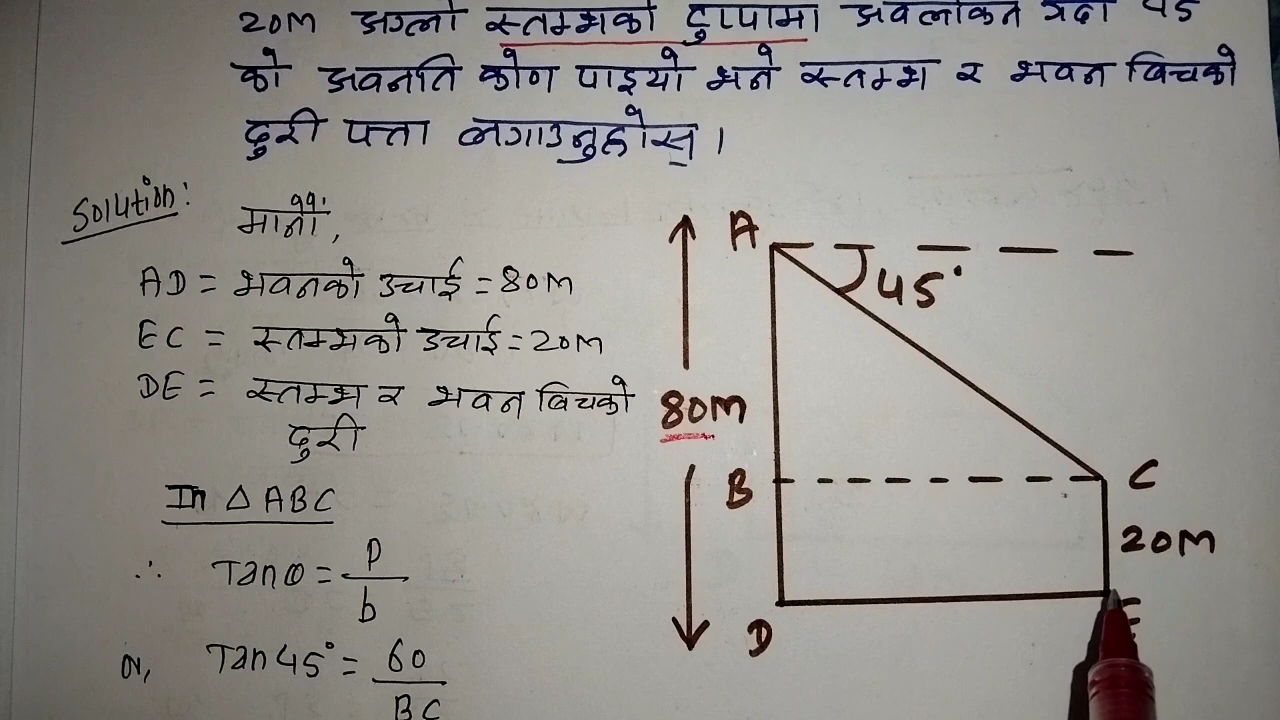 20M अग्लो स्तम्भको टुप्पामा अवलोकन गर्दा 45
को अवनति कोण पाइयो भने स्तम्भ र भवन बिचको
दुरी पत्ता लगाउनुहोस् ।
Solution:
मानौं,
AD = भवनको उचाई = 80M
EC = स्तम्भको उचाई = 20M
DE = स्तम्भ र भवन बिचको
दुरी
In △ ABC
∴ Tanθ = P/b
or, Tan45° = 60/BC
A
45°
80M
B
C
20M
D
E